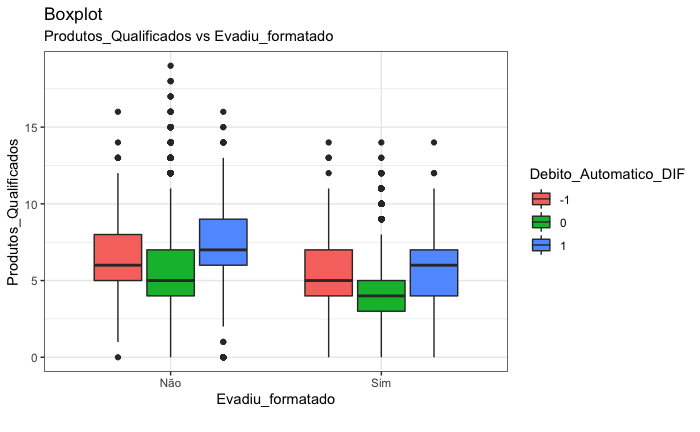 Boxplot
Produtos_Qualificados vs Evadiu_formatado
Produtos_Qualificados
15
10
5
0
Não
Sim
Evadiu_formatado
Debito_Automatico_DIF
-1
0
1